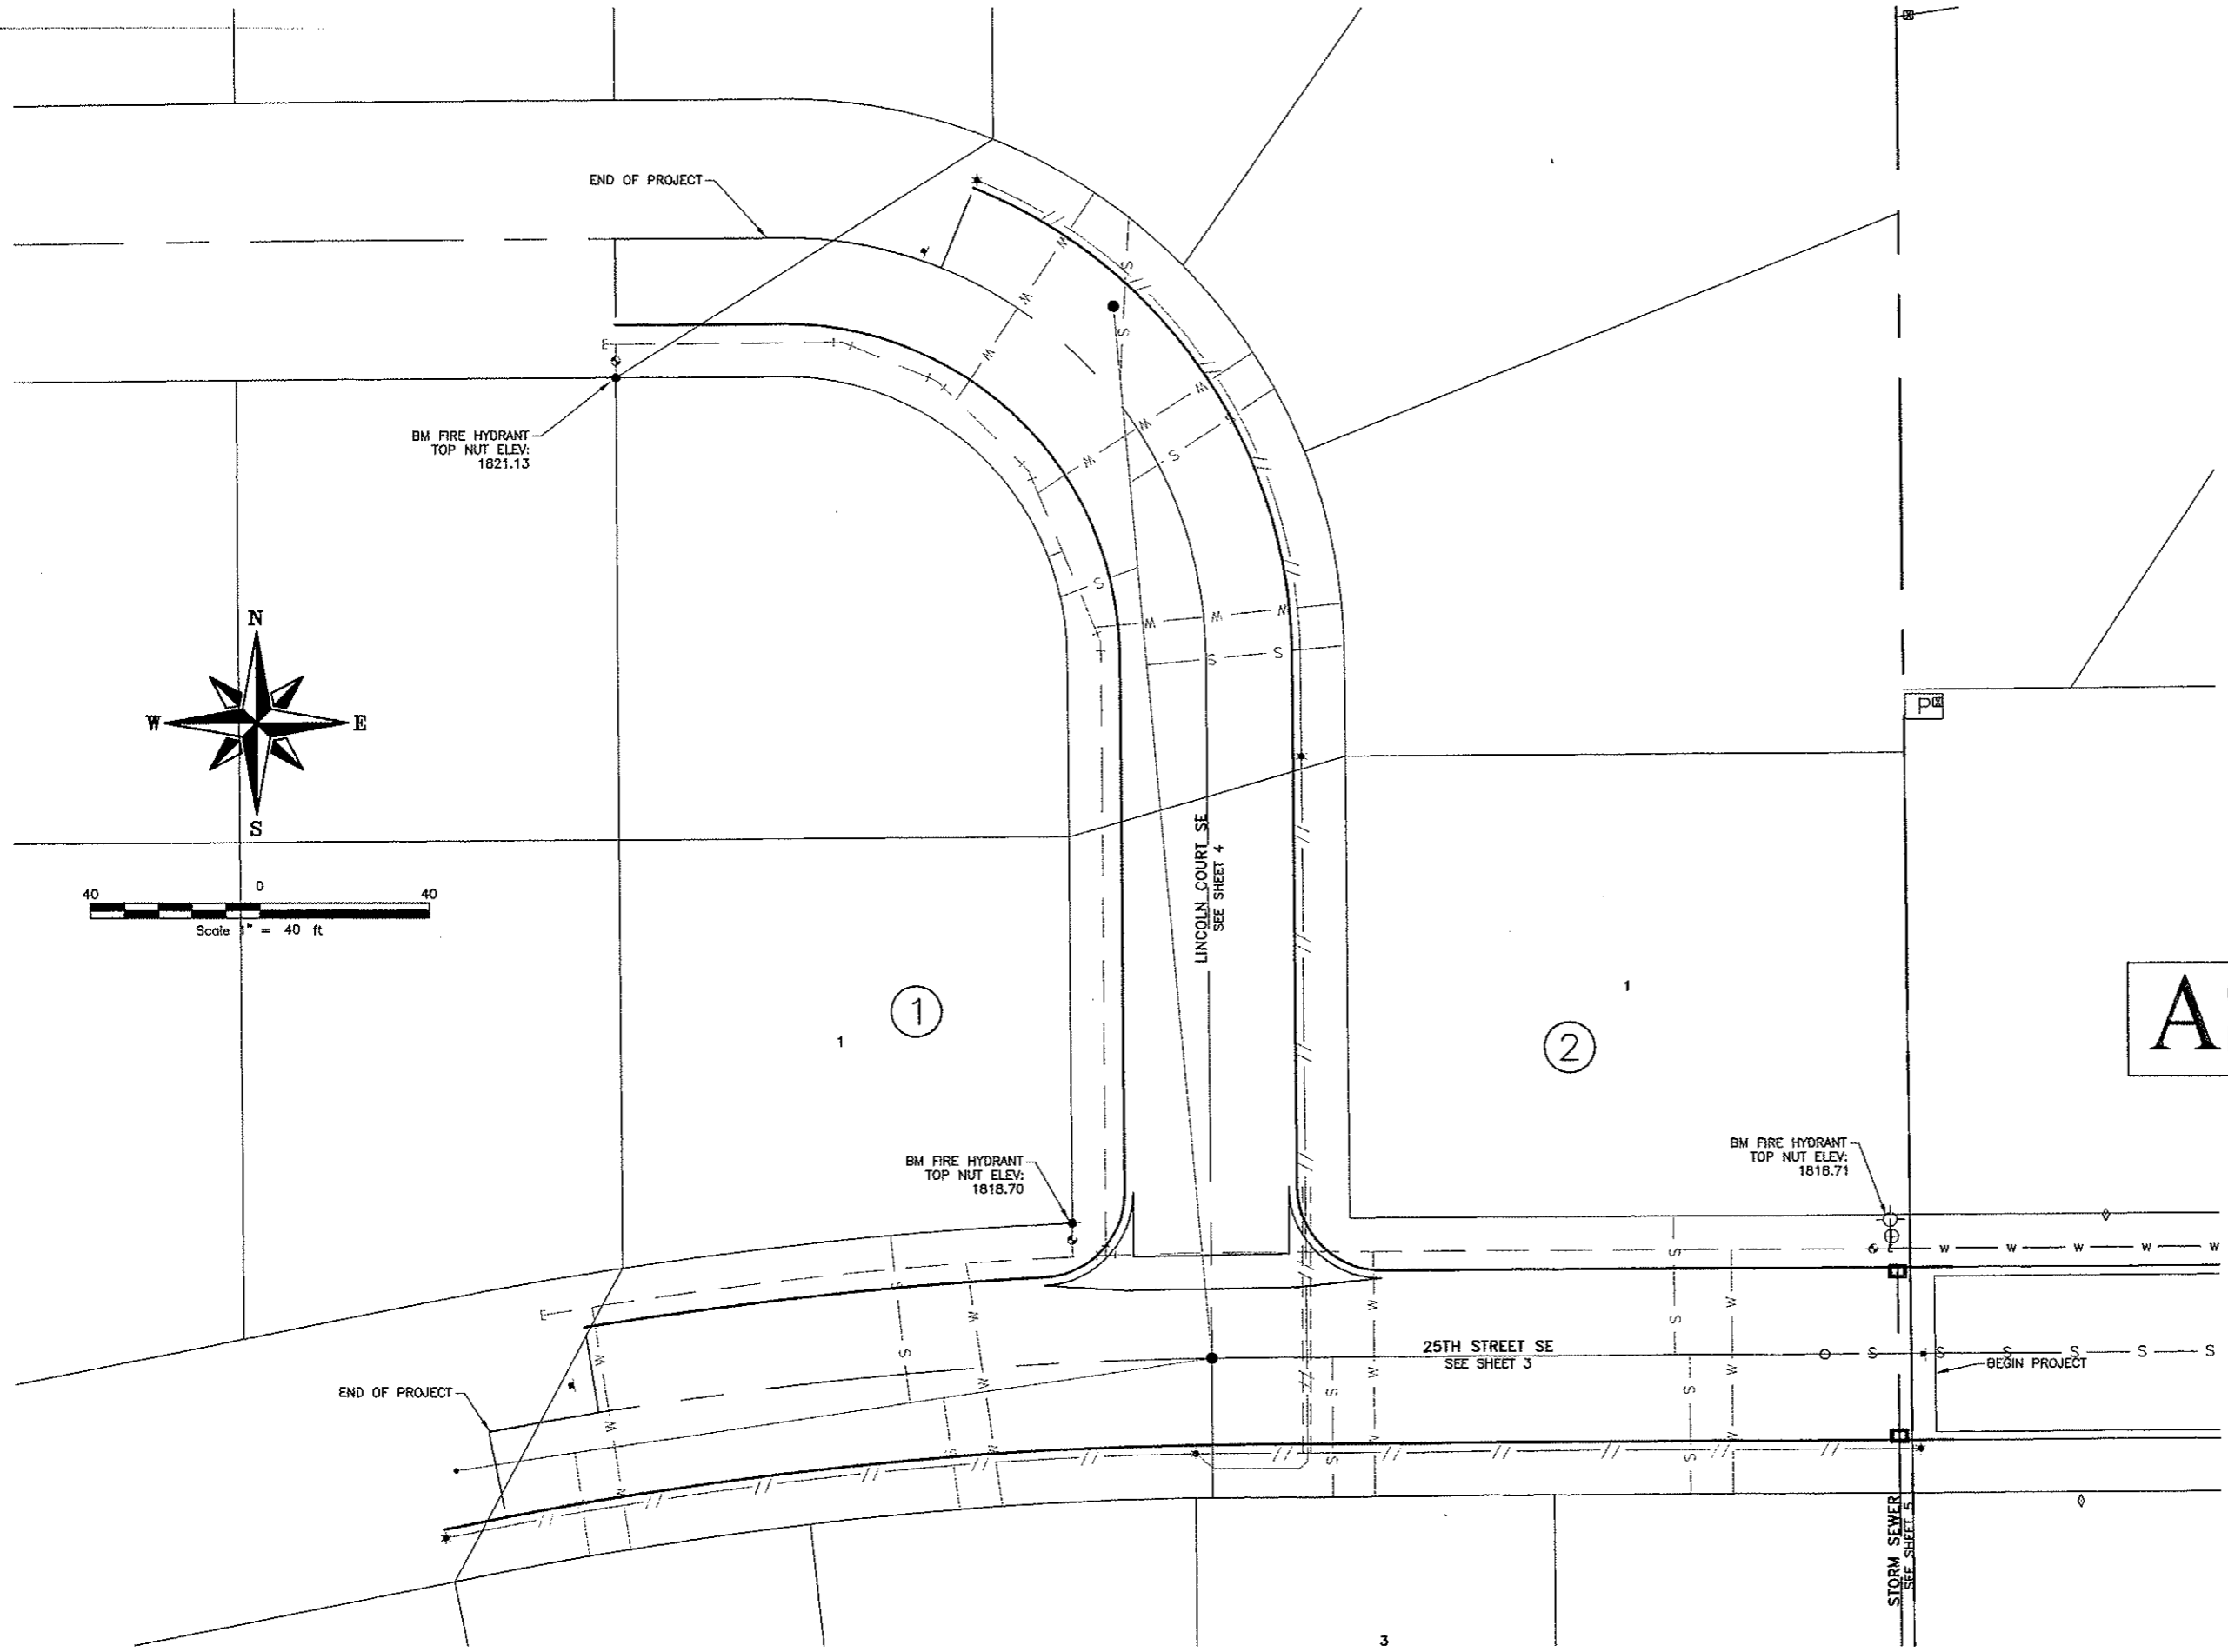 END OF PROJECT
BM FIRE HYDRANT
TOP NUT ELEV:
1821.13
N
W E
S
40 0 40
Scale 1" = 40 ft
LINCOLN COURT SE
SEE SHEET 4
P
1
1
2
1
A
BM FIRE HYDRANT
TOP NUT ELEV:
1818.70
BM FIRE HYDRANT
TOP NUT ELEV:
1818.71
25TH STREET SE
SEE SHEET 3
BEGIN PROJECT
END OF PROJECT
STORM SEWER
SEE SHEET 5
3